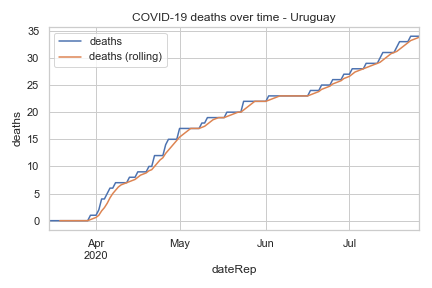 COVID-19 deaths over time - Uruguay
deaths
deaths (rolling)
35
30
25
20
15
10
5
0
deaths
Apr
2020
May
Jun
Jul
dateRep